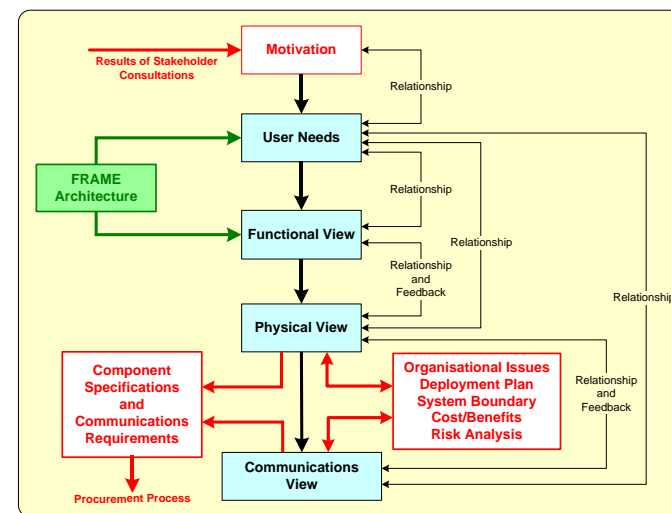 Motivation
Results of Stakeholder
Consultations
Relationship
User Needs
FRAME
Architecture
Relationship
Functional View
Relationship
Relationship
and
Feedback
Relationship
Physical View
Component
Specifications
and
Communications
Requirements
Organisational Issues
Deployment Plan
System Boundary
Cost/Benefits
Risk Analysis
Relationship
and
Feedback
Communications
View
Procurement Process